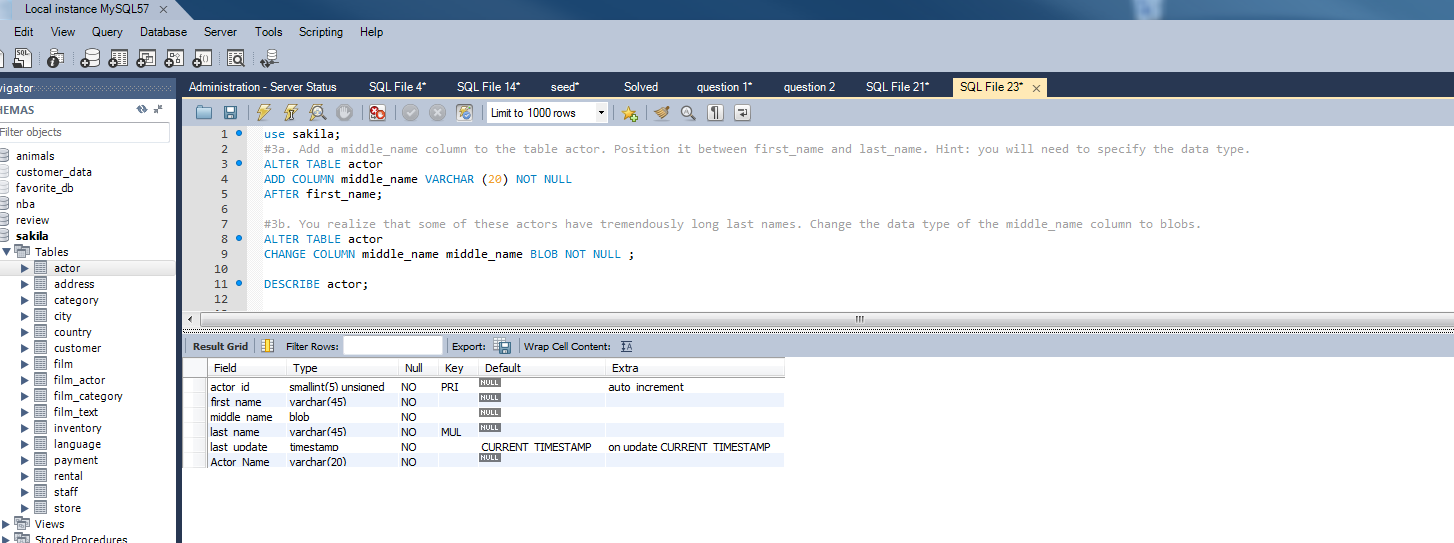 Local instance MySQL57
Edit View Query Database Server Tools Scripting Help
Administration - Server Status SQL File 4* SQL File 14* seed* Solved question 1* question 2 SQL File 21* SQL File 23*
vigator
HEMAS
Filter objects
animals
customer_data
favorite_db
nba
review
sakila
Tables
actor
address
category
city
country
customer
film
film_actor
film_category
film_text
inventory
language
payment
rental
staff
store
Views
Stored Procedures
Limit to 1000 rows
1 use sakila;
2 #3a. Add a middle_name column to the table actor. Position it between first_name and last_name. Hint: you will need to specify the data type.
3 ALTER TABLE actor
4 ADD COLUMN middle_name VARCHAR (20) NOT NULL
5 AFTER first_name;
6
7 #3b. You realize that some of these actors have tremendously long last names. Change the data type of the middle_name column to blobs.
8 ALTER TABLE actor
9 CHANGE COLUMN middle_name middle_name BLOB NOT NULL ;
10
11 DESCRIBE actor;
12
Result Grid Filter Rows: Export: Wrap Cell Content:
Field Type Null Key Default Extra
actor_id smallint(5) unsigned NO PRI NULL auto_increment
first_name varchar(45) NO NULL
middle_name blob NO NULL
last_name varchar(45) NO MUL NULL
last_update timestamp NO CURRENT_TIMESTAMP on update CURRENT_TIMESTAMP
Actor_Name varchar(20) NO NULL